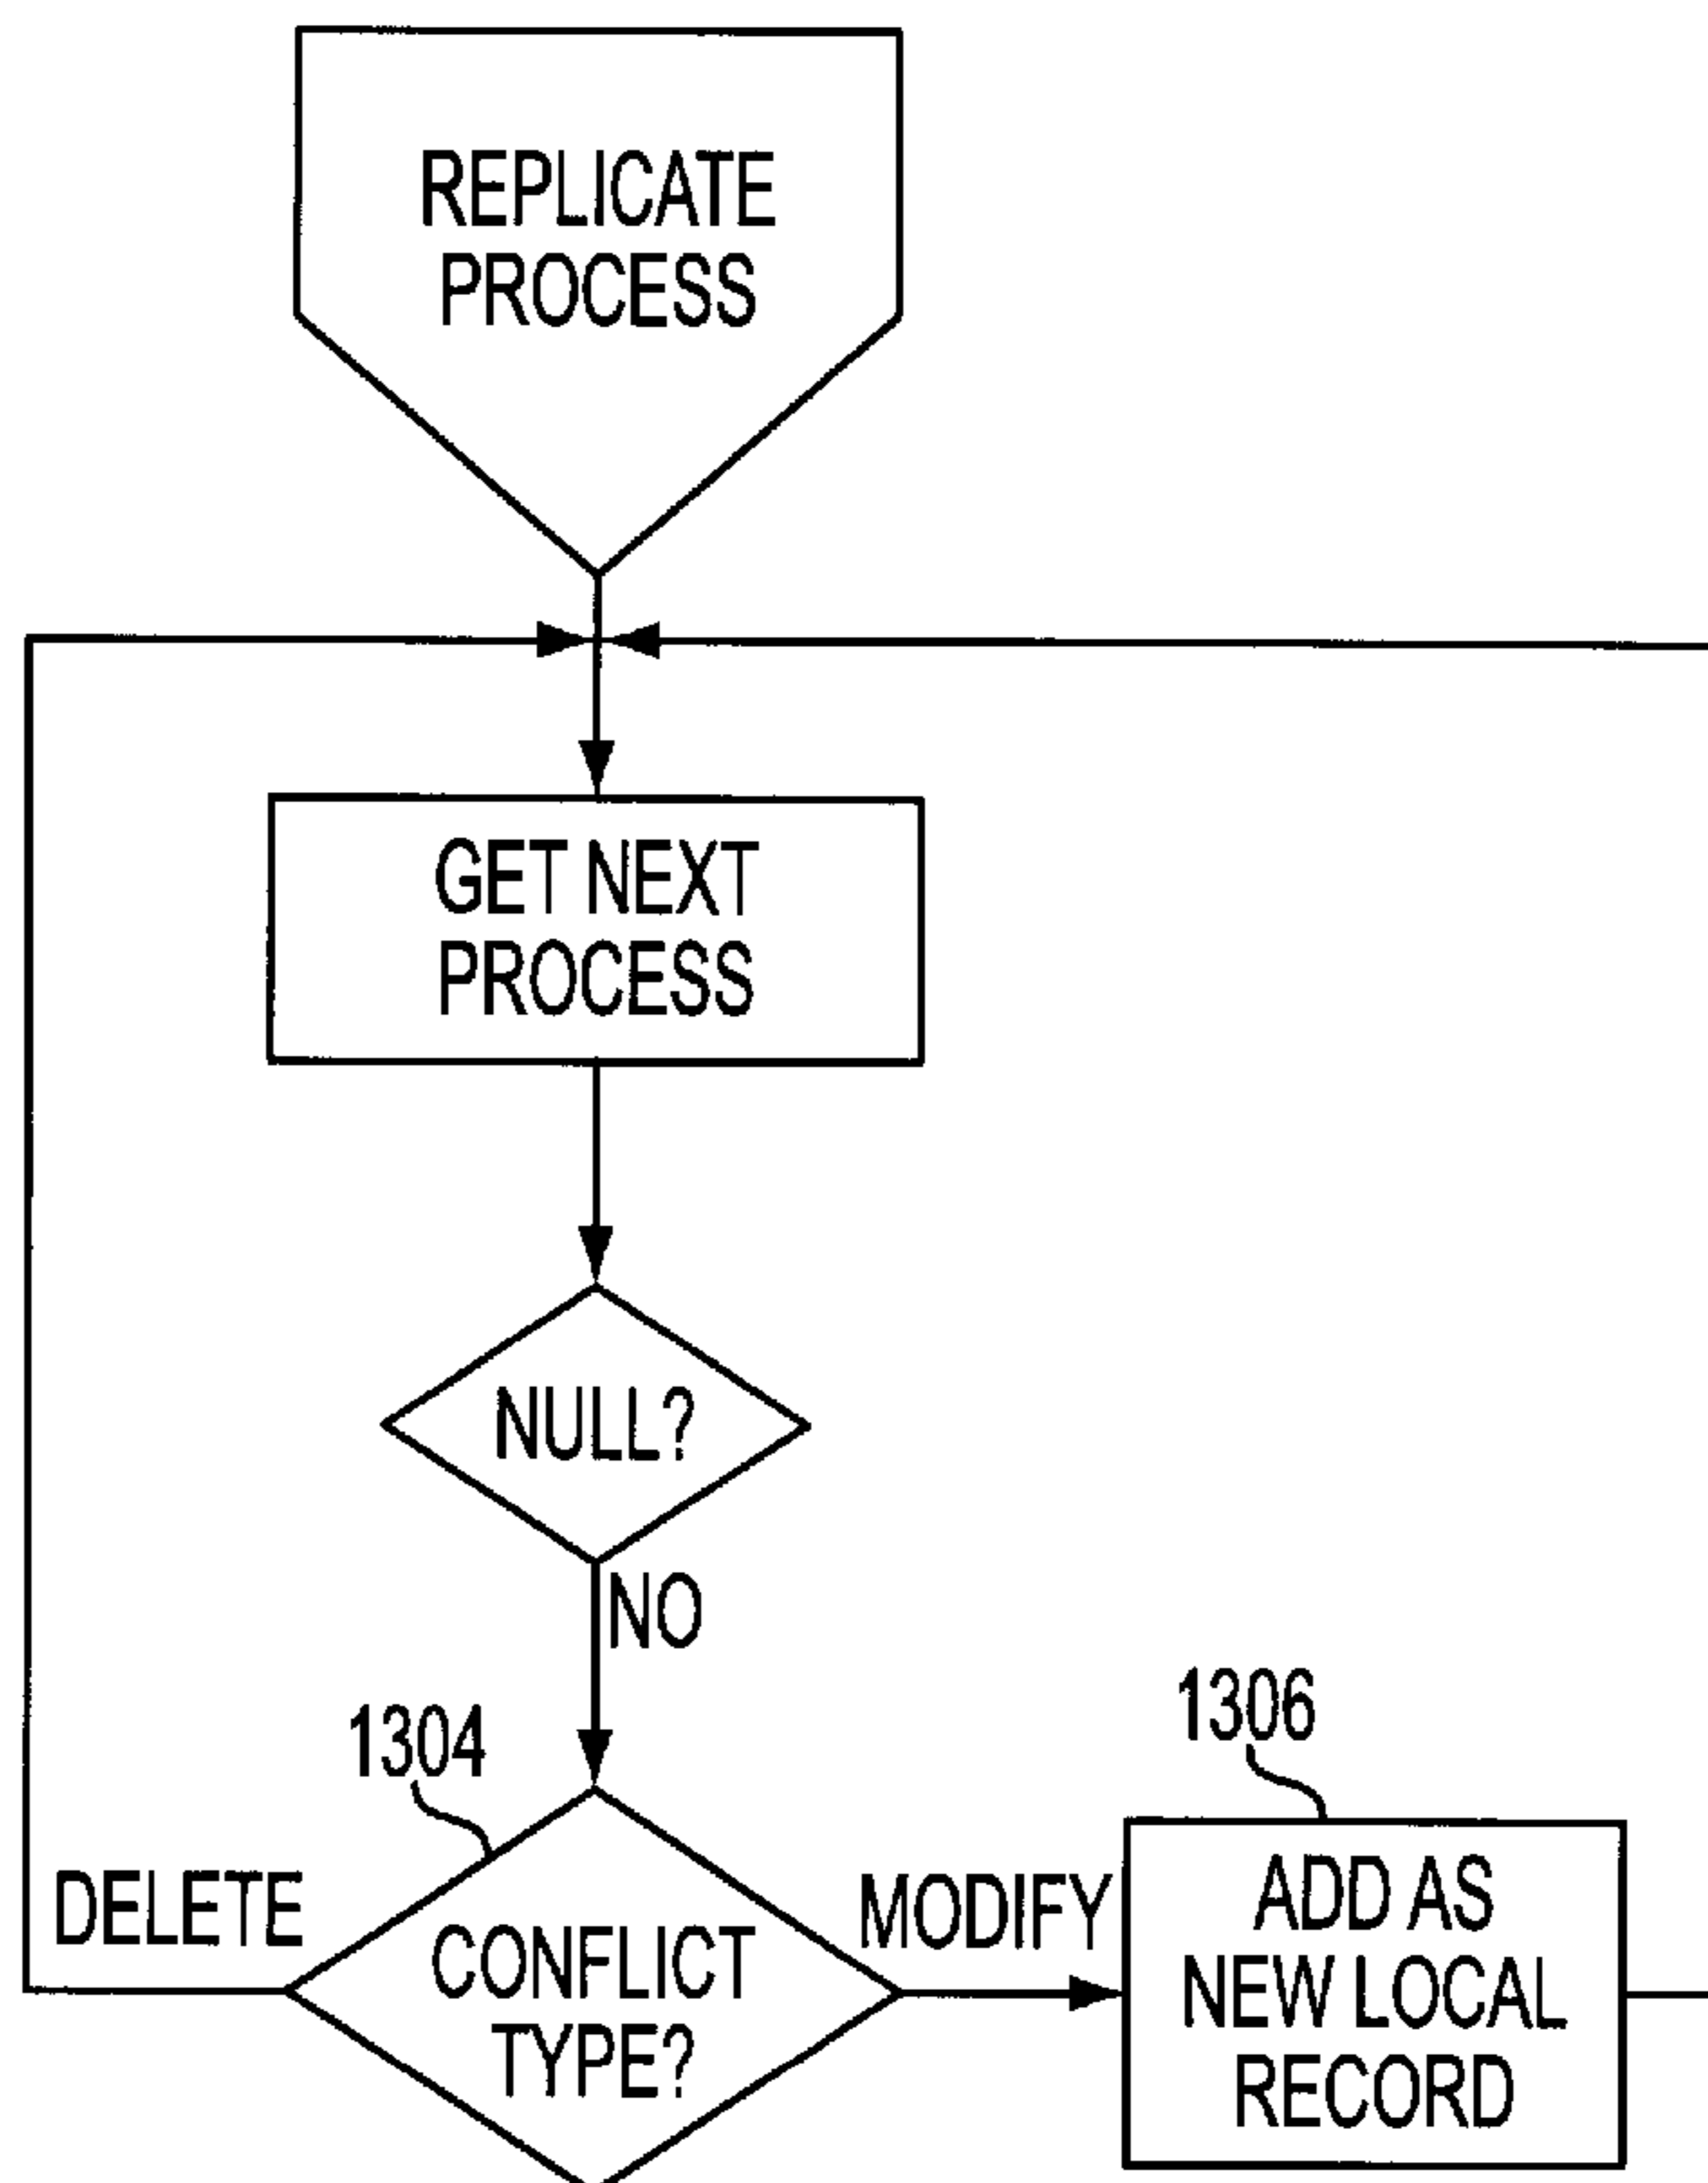 REPLICATE
PROCESS
GET NEXT
PROCESS
NULL?
NO
1304
1306
DELETE
CONFLICT
TYPE?
MODIFY
ADD AS
NEW LOCAL
RECORD